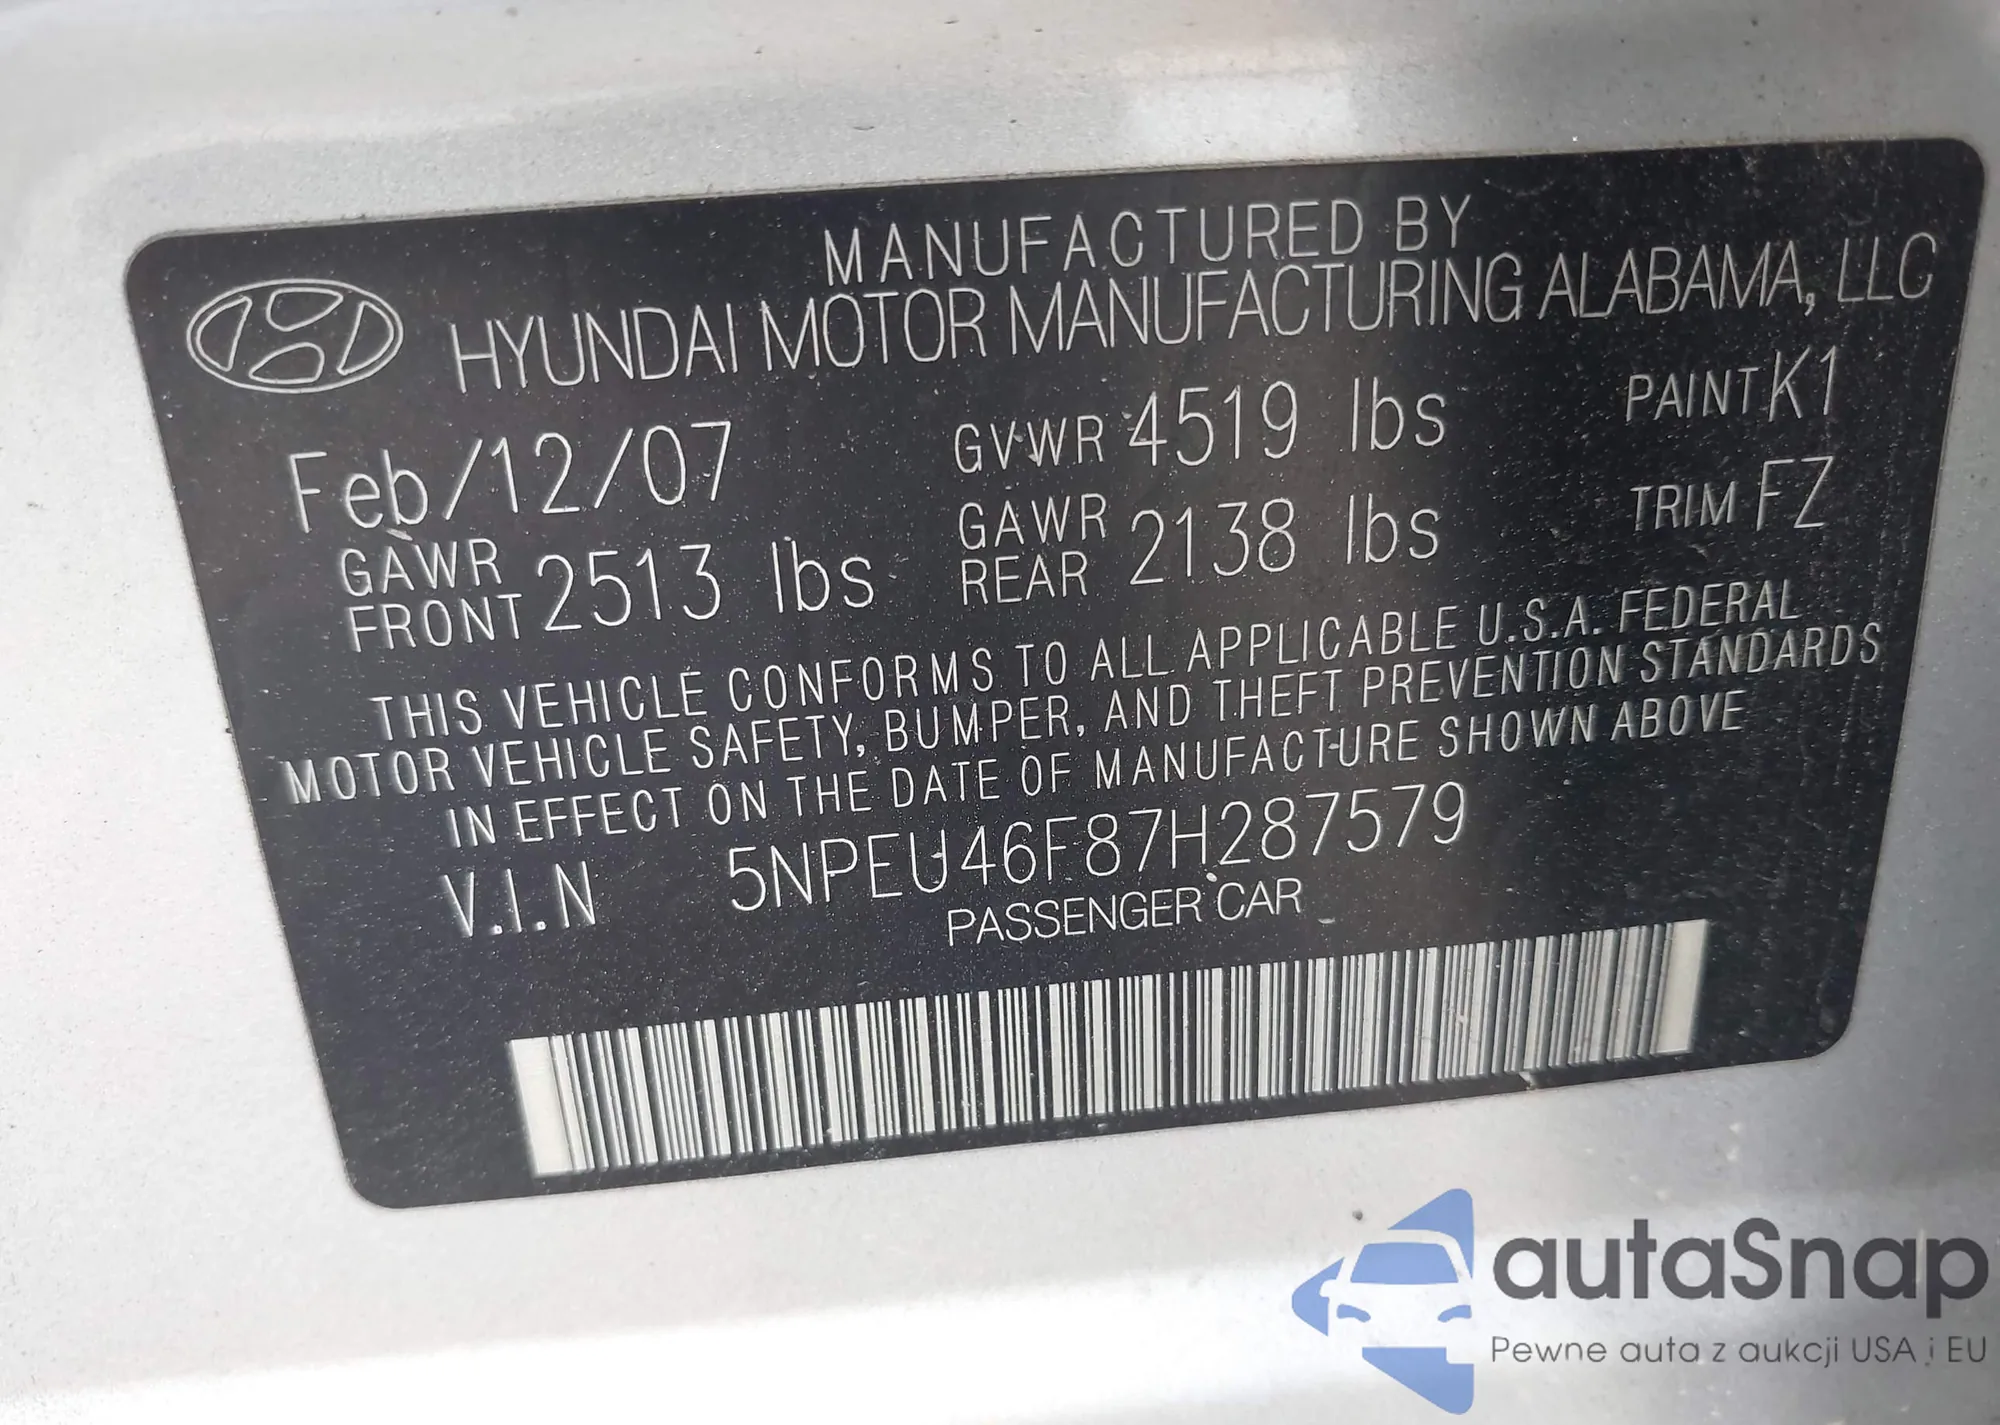 MANUFACTURED BY
HYUNDAI MOTOR MANUFACTURING ALABAMA, LLC
Feb/12/07 GVWR 4519 lbs PAINT K1
GAWR FRONT 2513 lbs GAWR REAR 2138 lbs TRIM FZ
THIS VEHICLE CONFORMS TO ALL APPLICABLE U.S.A. FEDERAL
MOTOR VEHICLE SAFETY, BUMPER, AND THEFT PREVENTION STANDARDS
IN EFFECT ON THE DATE OF MANUFACTURE SHOWN ABOVE
V.I.N 5NPEU46F87H287579
PASSENGER CAR
autaSnap
Pewne auta z aukcji USA i EU